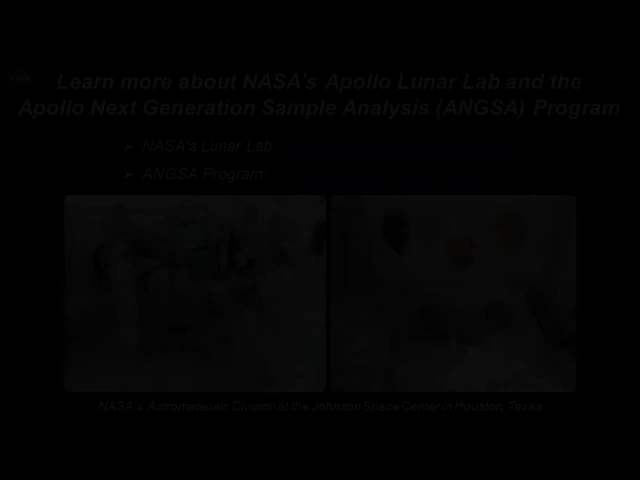 Learn more about NASA's Apollo Lunar Lab and the
Apollo Next Generation Sample Analysis (ANGSA) Program
➢ NASA's Lunar Lab:
➢ ANGSA Program:
NASA's Astromaterials Division at the Johnson Space Center in Houston, Texas